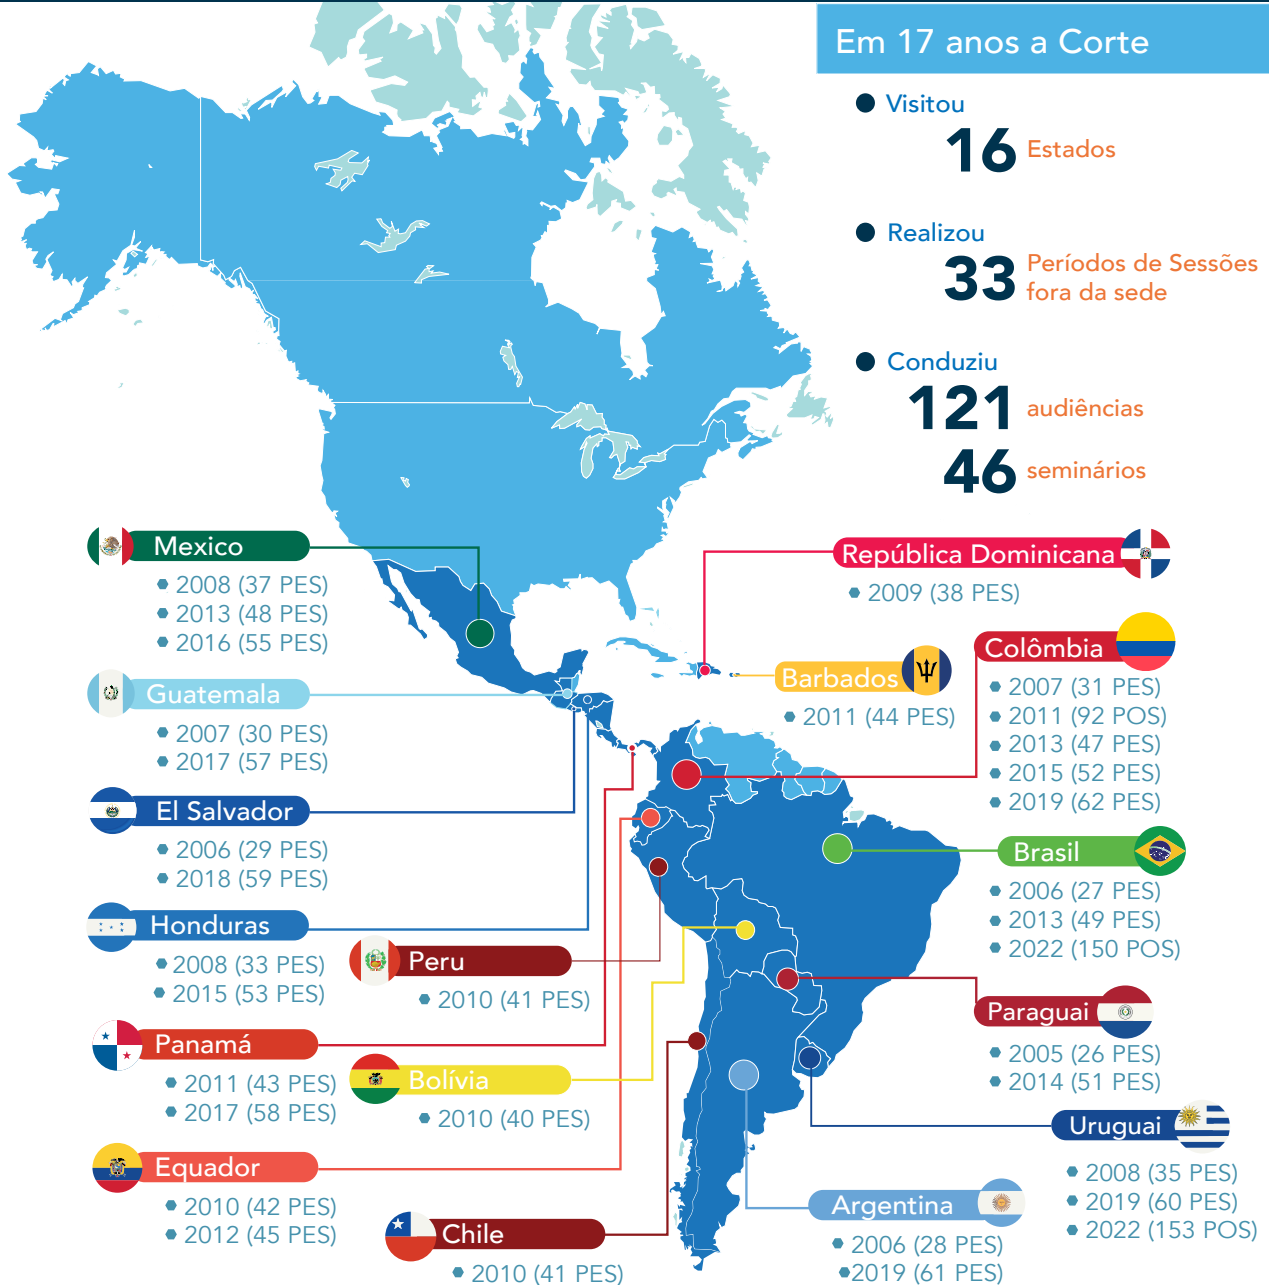 Em 17 anos a Corte
Visitou
16 Estados
Realizou
33 Períodos de Sessões
fora da sede
Conduziu
121 audiências
46 seminários
Mexico
2008 (37 PES)
2013 (48 PES)
2016 (55 PES)
Guatemala
2007 (30 PES)
2017 (57 PES)
El Salvador
2006 (29 PES)
2018 (59 PES)
Honduras
2008 (33 PES)
2015 (53 PES)
Panamá
2011 (43 PES)
2017 (58 PES)
Equador
2010 (42 PES)
2012 (45 PES)
Peru
2010 (41 PES)
Bolívia
2010 (40 PES)
Chile
2010 (41 PES)
República Dominicana
2009 (38 PES)
Barbados
2011 (44 PES)
Colômbia
2007 (31 PES)
2011 (92 POS)
2013 (47 PES)
2015 (52 PES)
2019 (62 PES)
Brasil
2006 (27 PES)
2013 (49 PES)
2022 (150 POS)
Paraguai
2005 (26 PES)
2014 (51 PES)
Uruguai
2008 (35 PES)
2019 (60 PES)
2022 (153 POS)
Argentina
2006 (28 PES)
2019 (61 PES)